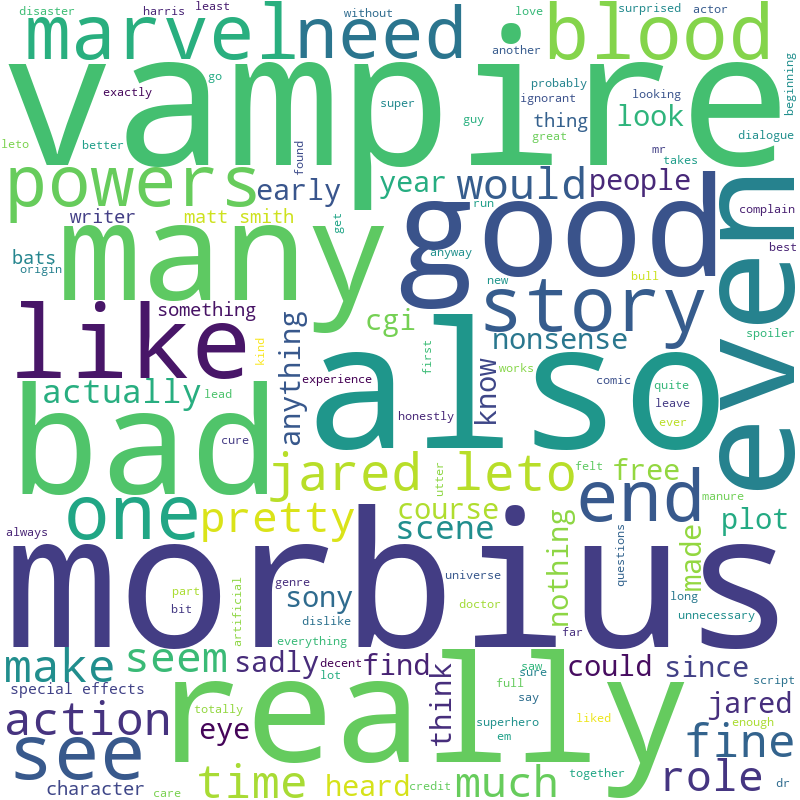 disaster harris least without love surprised actor
marvel need blood
another
vampire
exactly go super probably ignorant looking beginning
leto better found guy thing great look mr takes dialogue
powers early year would people
writer matt smith get run even
many good complain
bats origin anyway best
something new bull
like story
kind cgi first nonsense spoiler
also
actually lead anything experience know works comic quite leave
bad cure honestly ever
jared leto utter felt free manure
one pretty course end plot
always scene nothing questions made
morbius
part genre universe
bit artificial sony dislike doctor long unnecessary
everything far
make seem sadly decent find saw sure could since script
special effects lot full say
really
action totally eye think superhero em liked jared enough
see fine
character care time heard credit much together role dr